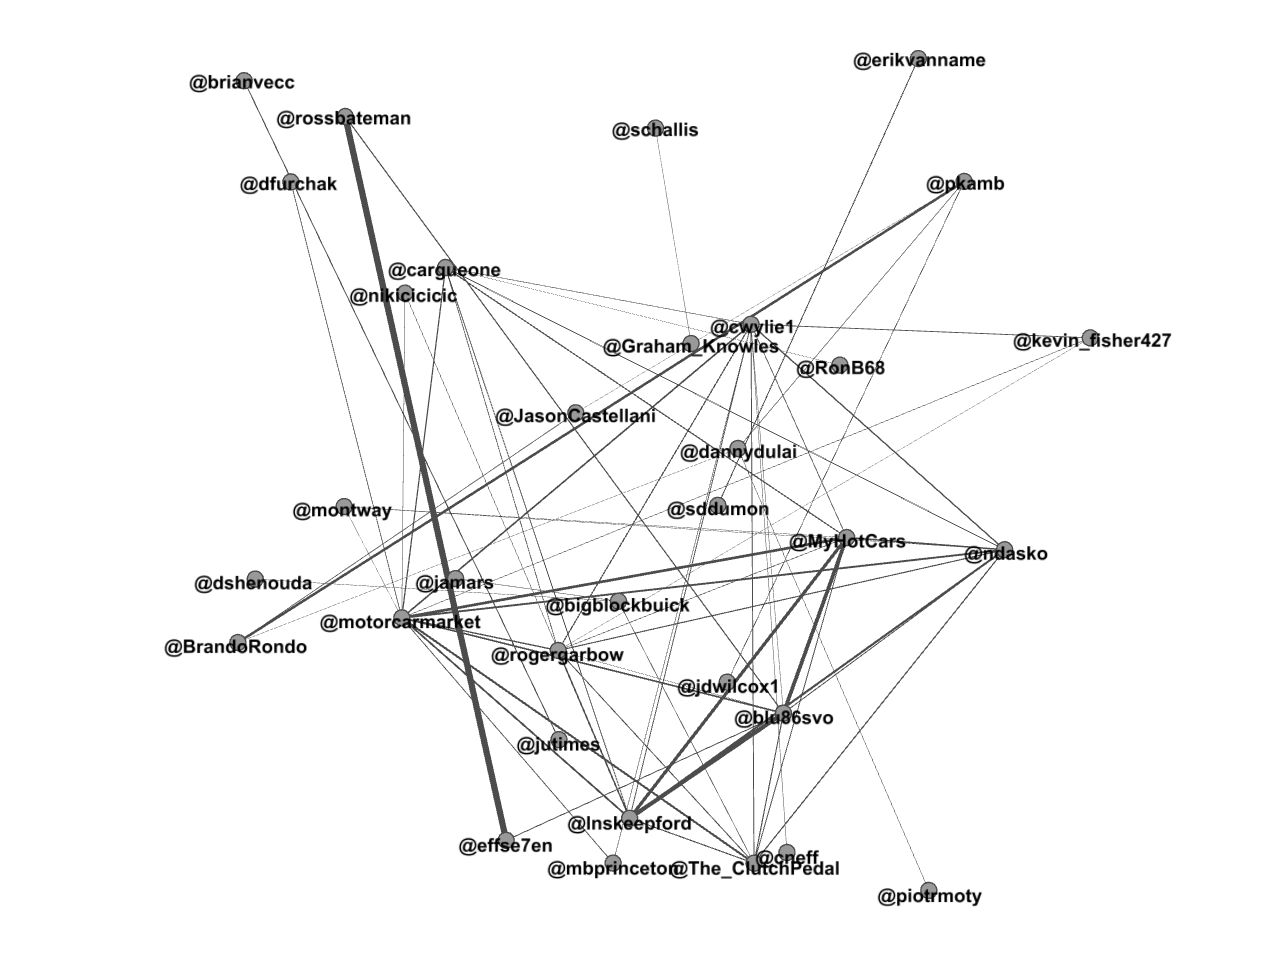 @erikvanname
@brianvecc
@rossbateman
@schallis
@dfurchak
@pkamb
@cargueone
@nikicicicic
@cwylie1
@kevin_fisher427
@Graham_Knowles
@RonB68
@JasonCastellani
@dannydulai
@montway
@sddumon
@MyHotCars
@ndasko
@dshenouda
@jamars
@bigblockbuick
@motorcarmarket
@BrandoRondo
@rogergarbow
@jdwilcox1
@blu86svo
@jutimes
@Inskeepford
@effse7en
@cneff
@mbprinceton
@The_ClutchPedal
@piotrmoty